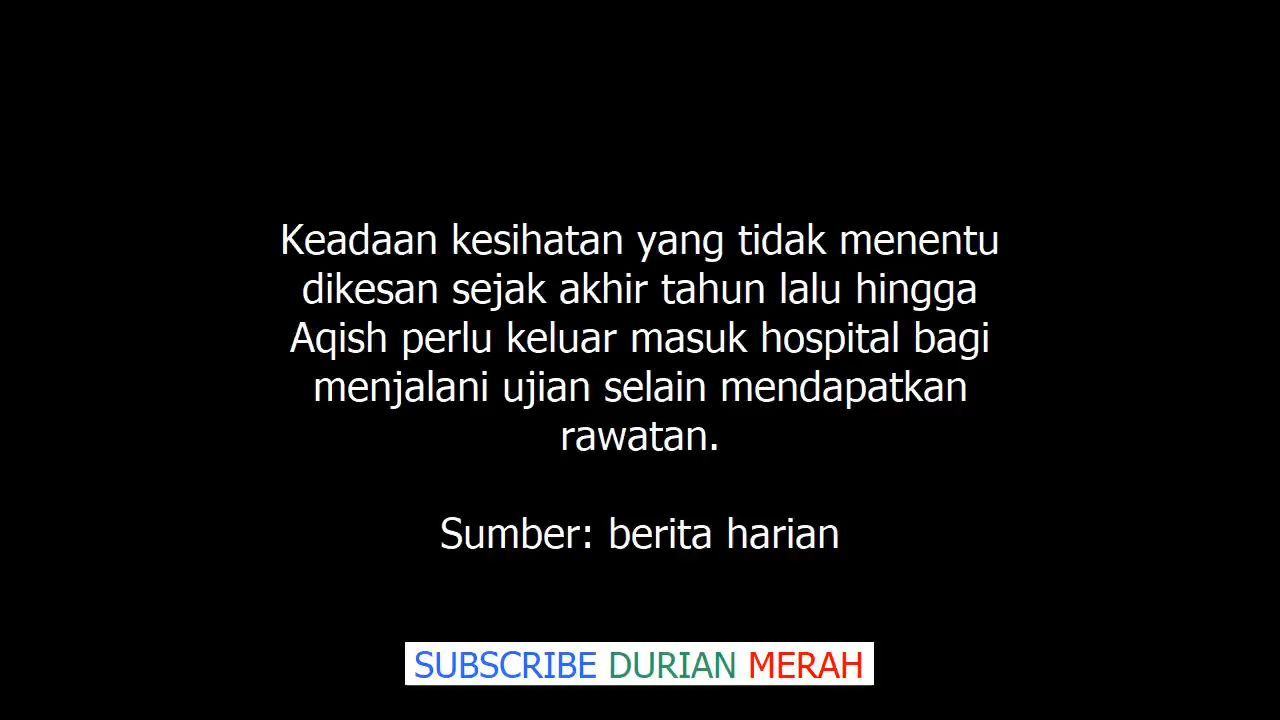 Keadaan kesihatan yang tidak menentu
dikesan sejak akhir tahun lalu hingga
Aqish perlu keluar masuk hospital bagi
menjalani ujian selain mendapatkan
rawatan.
Sumber: berita harian
SUBSCRIBE DURIAN MERAH